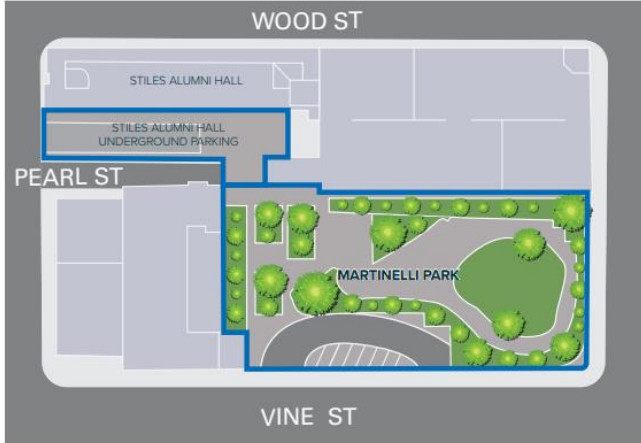 WOOD ST
STILES ALUMNI HALL
STILES ALUMNI HALL
UNDERGROUND PARKING
PEARL ST
MARTINELLI PARK
VINE ST